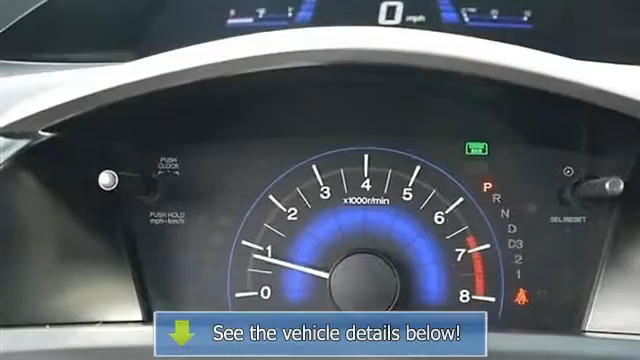 0 mph
PUSH
CLOCK
PUSH HOLD
mph•km/h
0
1
2
3
4
5
6
7
8
x1000r/min
P
R
N
D
D3
2
1
SEL/RESET
See the vehicle details below!